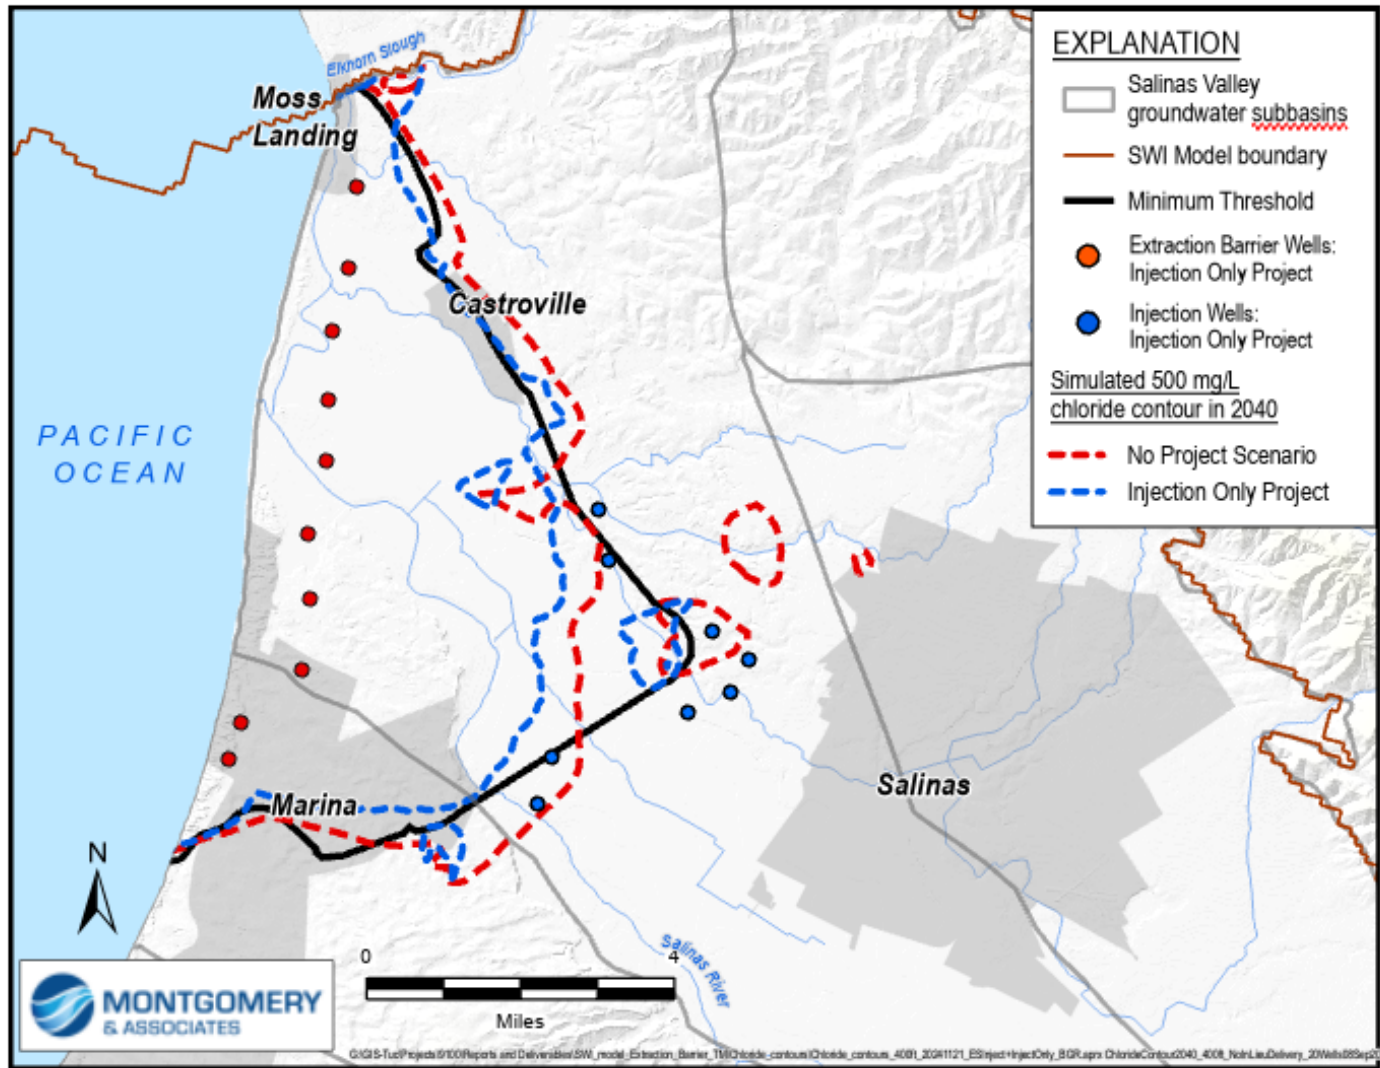 Elkhorn Slough
Moss
Landing
Castroville
PACIFIC
OCEAN
Marina
Salinas
Salinas River
N
0
4
Miles
MONTGOMERY
& ASSOCIATES
EXPLANATION
Salinas Valley
groundwater subbasins
SWI Model boundary
Minimum Threshold
Extraction Barrier Wells:
Injection Only Project
Injection Wells:
Injection Only Project
Simulated 500 mg/L
chloride contour in 2040
No Project Scenario
Injection Only Project